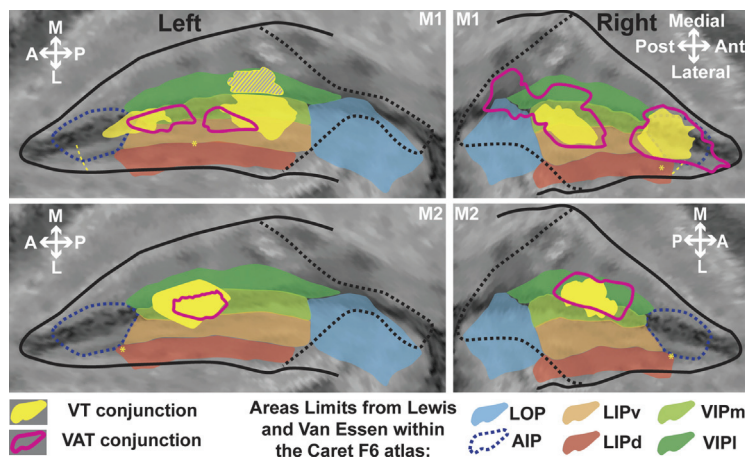 Left
M1
M
A P
L
M1
Right
Medial
Post Ant
Lateral
*
*
M2
M
A P
L
M2
M
P A
L
*
*
VT conjunction
VAT conjunction
Areas Limits from Lewis
and Van Essen within
the Caret F6 atlas:
LOP
AIP
LIPv
LIPd
VIPm
VIPl